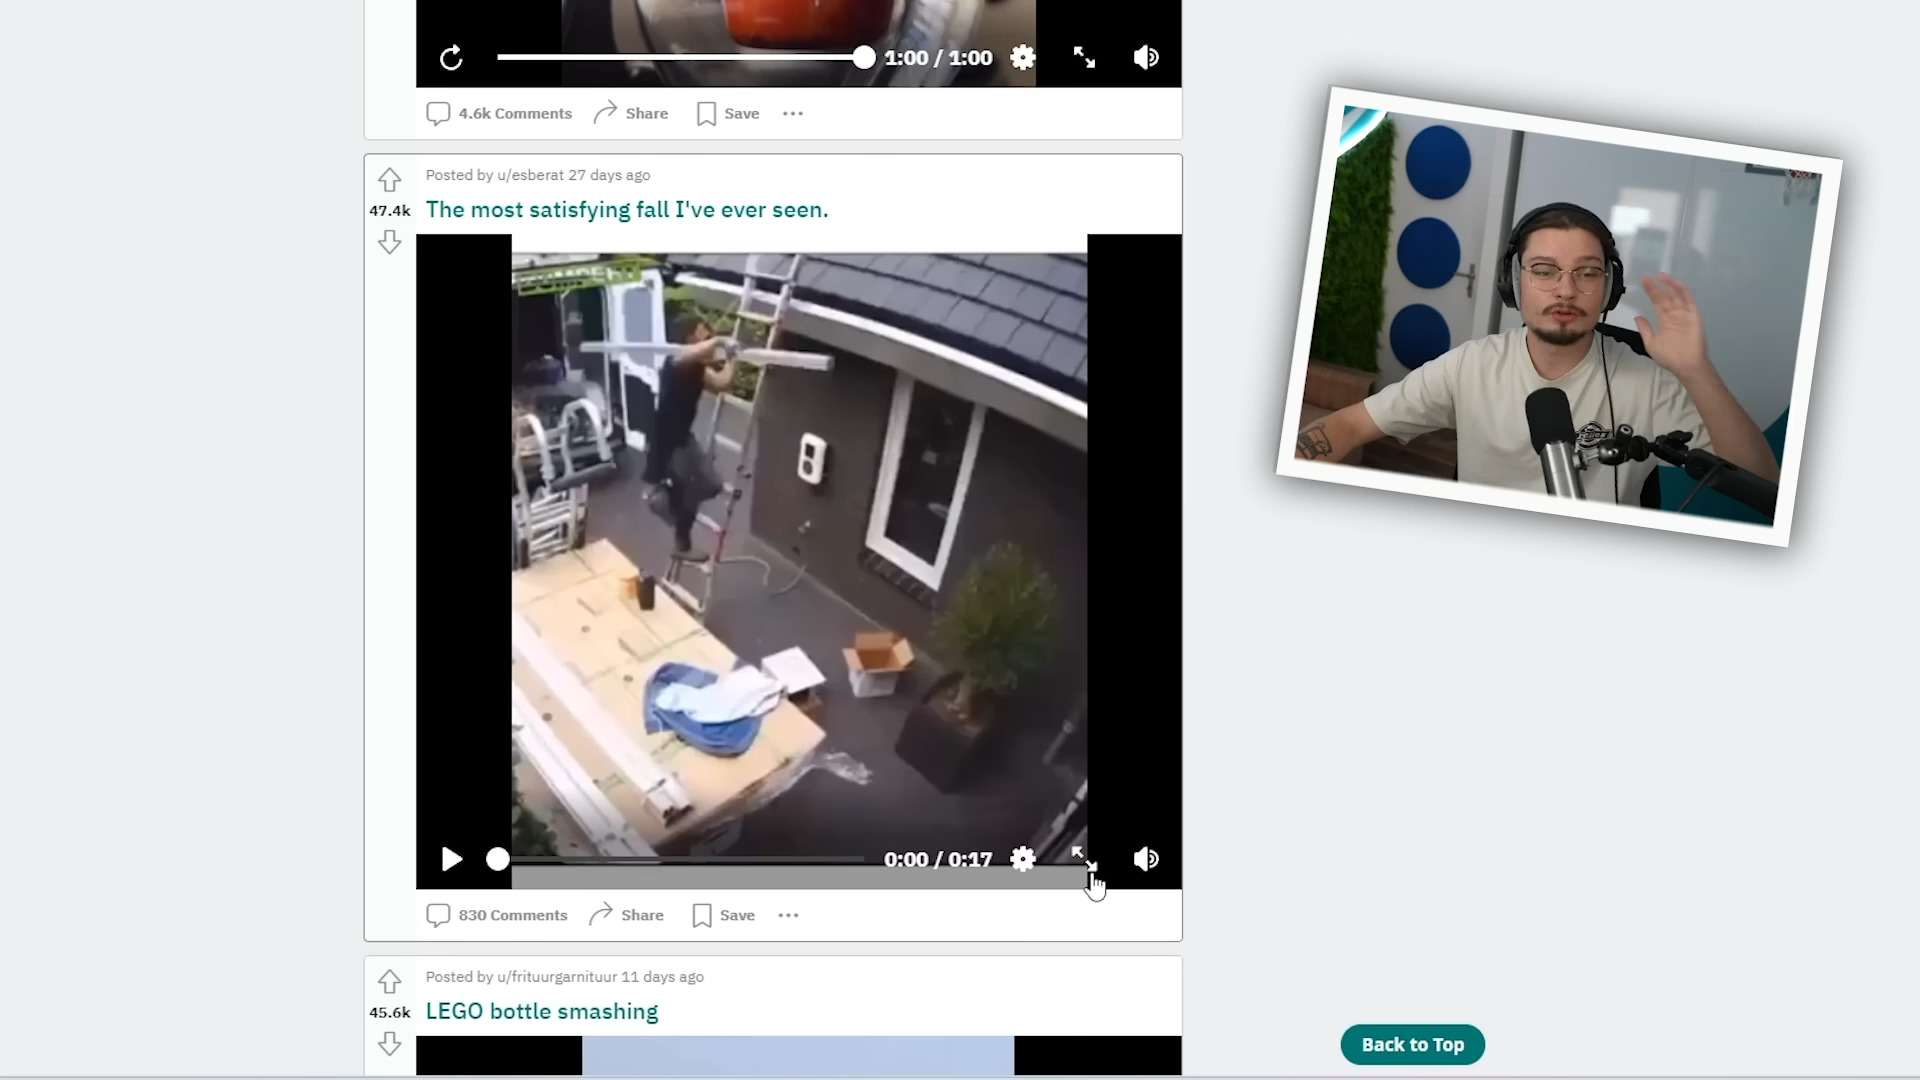 1:00 / 1:00
4.6k Comments
Share
Save
Posted by u/esberat 27 days ago
47.4k
The most satisfying fall I've ever seen.
0:00 / 0:17
830 Comments
Share
Save
Posted by u/frituurgarnituur 11 days ago
45.6k
LEGO bottle smashing
Back to Top